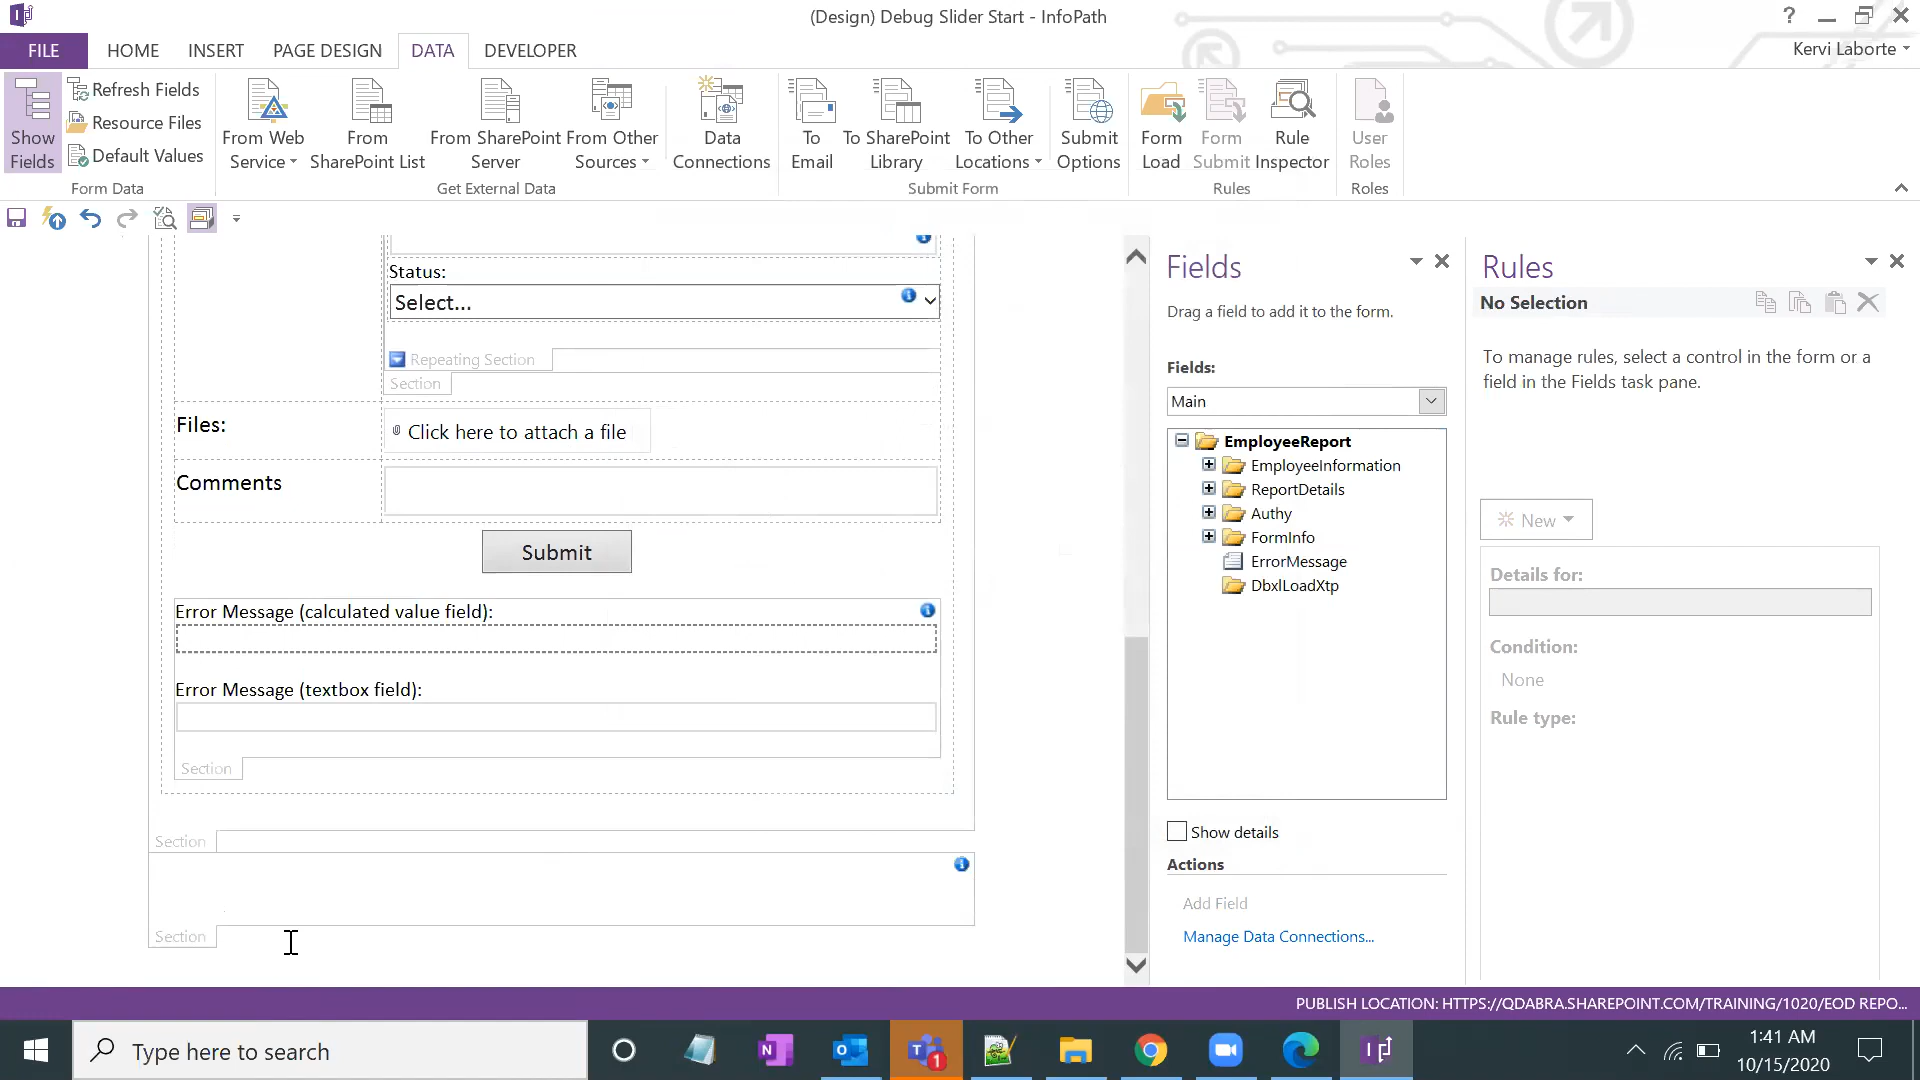 (Design) Debug Slider Start - InfoPath
?
Kervi Laborte
FILE HOME INSERT PAGE DESIGN DATA DEVELOPER
Show Fields
Refresh Fields
Resource Files
Default Values
From Web Service
From SharePoint List
From SharePoint Server
From Other Sources
Data Connections
To Email
To SharePoint Library
To Other Locations
Submit Options
Form Load
Form Submit
Rule Inspector
User Roles
Form Data
Get External Data
Submit Form
Rules
Roles
Status:
Select...
Repeating Section
Section
Files:
Click here to attach a file
Comments
Submit
Error Message (calculated value field):
Error Message (textbox field):
Section
Section
Section
Fields
Drag a field to add it to the form.
Fields:
Main
EmployeeReport
EmployeeInformation
ReportDetails
Authy
FormInfo
ErrorMessage
DbxlLoadXtp
Show details
Actions
Add Field
Manage Data Connections...
Rules
No Selection
To manage rules, select a control in the form or a
field in the Fields task pane.
New
Details for:
Condition:
None
Rule type:
PUBLISH LOCATION: HTTPS://QDABRA.SHAREPOINT.COM/TRAINING/1020/EOD REPO...
Type here to search
1:41 AM
10/15/2020